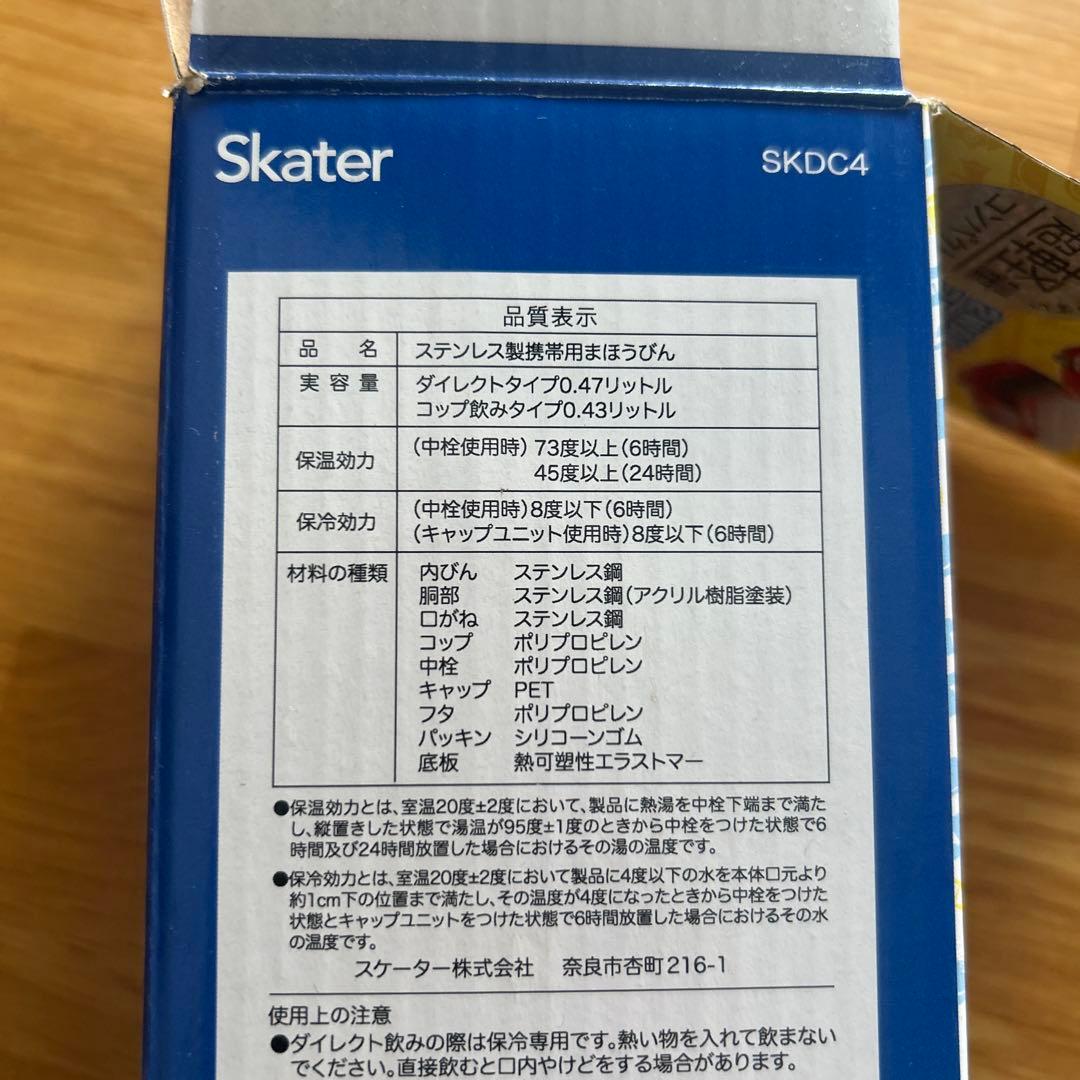 Skater
SKDC4
品質表示
品 名 ステンレス製携帯用まほうびん
実容量 ダイレクトタイプ0.47リットル
コップ飲みタイプ0.43リットル
保温効力 (中栓使用時) 73度以上(6時間)
45度以上(24時間)
保冷効力 (中栓使用時)8度以下(6時間)
(キャップユニット使用時)8度以下(6時間)
材料の種類 内びん ステンレス鋼
胴部 ステンレス鋼(アクリル樹脂塗装)
口がね ステンレス鋼
コップ ポリプロピレン
中栓 ポリプロピレン
キャップ PET
フタ ポリプロピレン
パッキン シリコーンゴム
底板 熱可塑性エラストマー
●保温効力とは、室温20度±2度において、製品に熱湯を中栓下端まで満た
し、縦置きした状態で湯温が95度±1度のときから中栓をつけた状態で6
時間及び24時間放置した場合におけるその湯の温度です。
●保冷効力とは、室温20度±2度において製品に4度以下の水を本体口元より
約1cm下の位置まで満たし、その温度が4度になったときから中栓をつけた
状態とキャップユニットをつけた状態で6時間放置した場合におけるその水
の温度です。
スケーター株式会社 奈良市杏町216-1
使用上の注意
●ダイレクト飲みの際は保冷専用です。熱い物を入れて飲まない
でください。直接飲むと口内やけどをする場合があります。